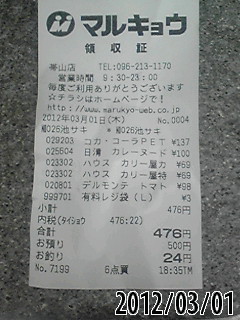 マルキョウ
領収証
帯山店 TEL:096-213-1170
営業時間 9:30-23:00
毎度ご利用ありがとうございます
☆チラシはホームページで!
http://www.marukyo-web.co.jp
2012年03月01日(木) No.0004
*和026池サキ *和026池サキ
029203 コカ・コーラPET ¥137
025604 日清 カレーヌードル ¥100
023302 ハウス カリー屋カ ¥69
023303 ハウス カリー屋 ¥69
020801 デルモンテ トマト ¥98
999701 有料レジ袋(L) ¥3
小計 476円
内税(タイショウ 476:22)
合計 476円
お預り 500円
お釣り 24円
No.7199 6点買 18:35TM
2012/03/01